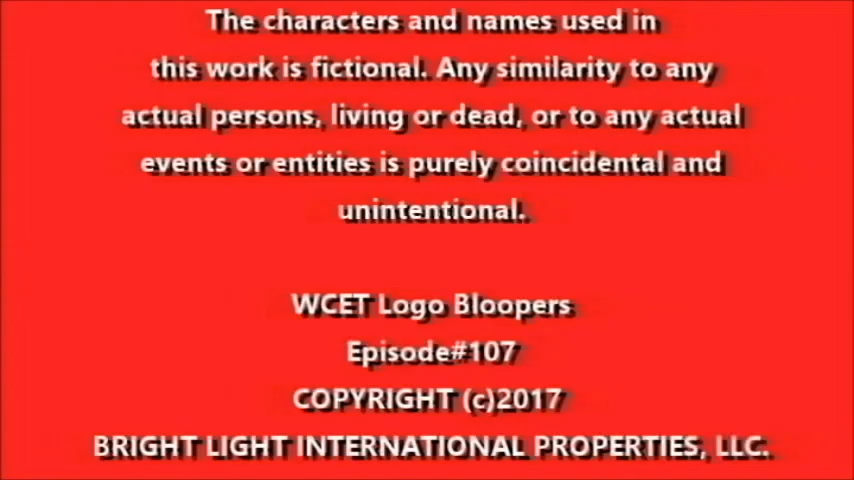 The characters and names used in
this work is fictional. Any similarity to any
actual persons, living or dead, or to any actual
events or entities is purely coincidental and
unintentional.
WCET Logo Bloopers
Episode#107
COPYRIGHT (c)2017
BRIGHT LIGHT INTERNATIONAL PROPERTIES, LLC.